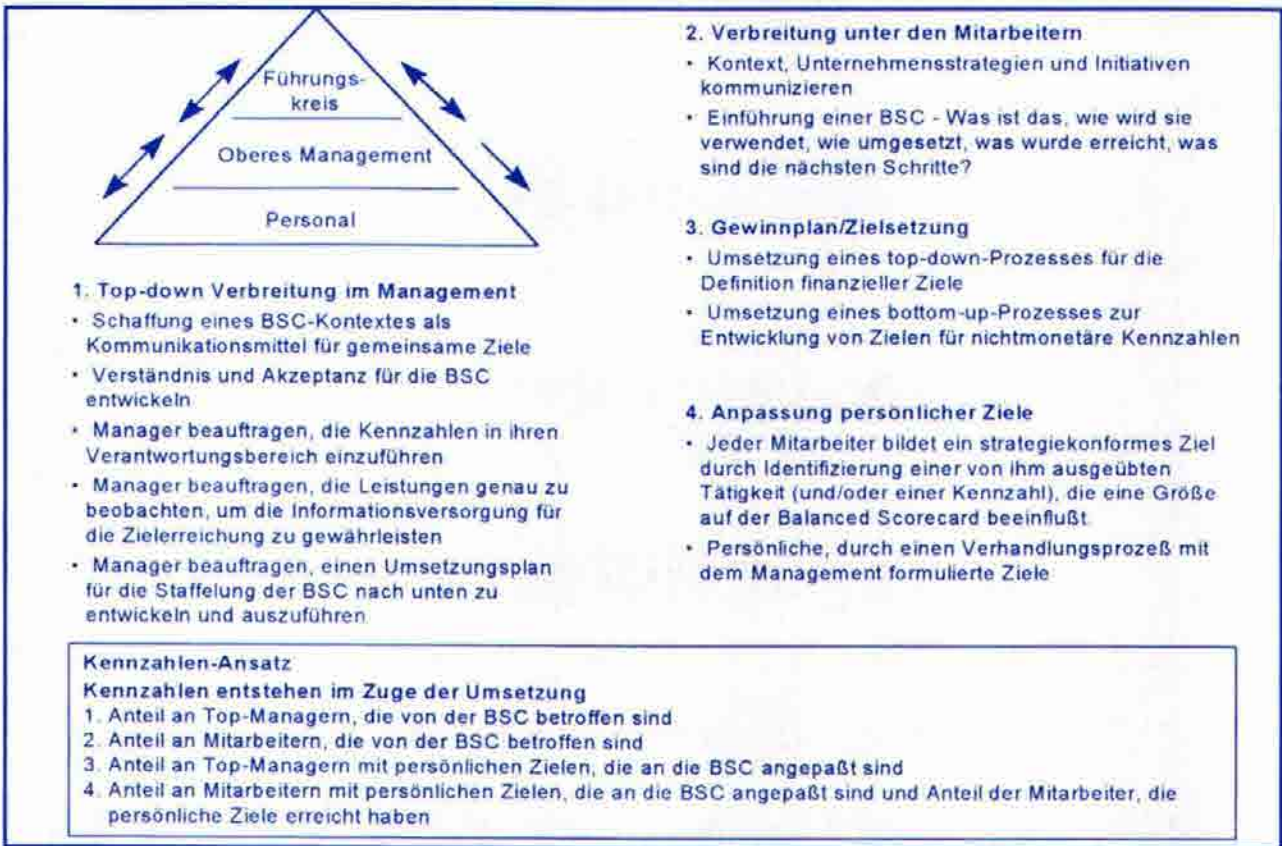 Führungs-
kreis
Oberes Management
Personal
1. Top-down Verbreitung im Management
• Schaffung eines BSC-Kontextes als
Kommunikationsmittel für gemeinsame Ziele
• Verständnis und Akzeptanz für die BSC
entwickeln
• Manager beauftragen, die Kennzahlen in ihren
Verantwortungsbereich einzuführen
• Manager beauftragen, die Leistungen genau zu
beobachten, um die Informationsversorgung für
die Zielerreichung zu gewährleisten
• Manager beauftragen, einen Umsetzungsplan
für die Staffelung der BSC nach unten zu
entwickeln und auszuführen
2. Verbreitung unter den Mitarbeitern
• Kontext, Unternehmensstrategien und Initiativen
kommunizieren
• Einführung einer BSC - Was ist das, wie wird sie
verwendet, wie umgesetzt, was wurde erreicht, was
sind die nächsten Schritte?
3. Gewinnplan/Zielsetzung
• Umsetzung eines top-down-Prozesses für die
Definition finanzieller Ziele
• Umsetzung eines bottom-up-Prozesses zur
Entwicklung von Zielen für nichtmonetäre Kennzahlen
4. Anpassung persönlicher Ziele
• Jeder Mitarbeiter bildet ein strategiekonformes Ziel
durch Identifizierung einer von ihm ausgeübten
Tätigkeit (und/oder einer Kennzahl), die eine Größe
auf der Balanced Scorecard beeinflußt
• Persönliche, durch einen Verhandlungsprozeß mit
dem Management formulierte Ziele
Kennzahlen-Ansatz
Kennzahlen entstehen im Zuge der Umsetzung
1. Anteil an Top-Managern, die von der BSC betroffen sind
2. Anteil an Mitarbeitern, die von der BSC betroffen sind
3. Anteil an Top-Managern mit persönlichen Zielen, die an die BSC angepaßt sind
4. Anteil an Mitarbeitern mit persönlichen Zielen, die an die BSC angepaßt sind und Anteil der Mitarbeiter, die
persönliche Ziele erreicht haben